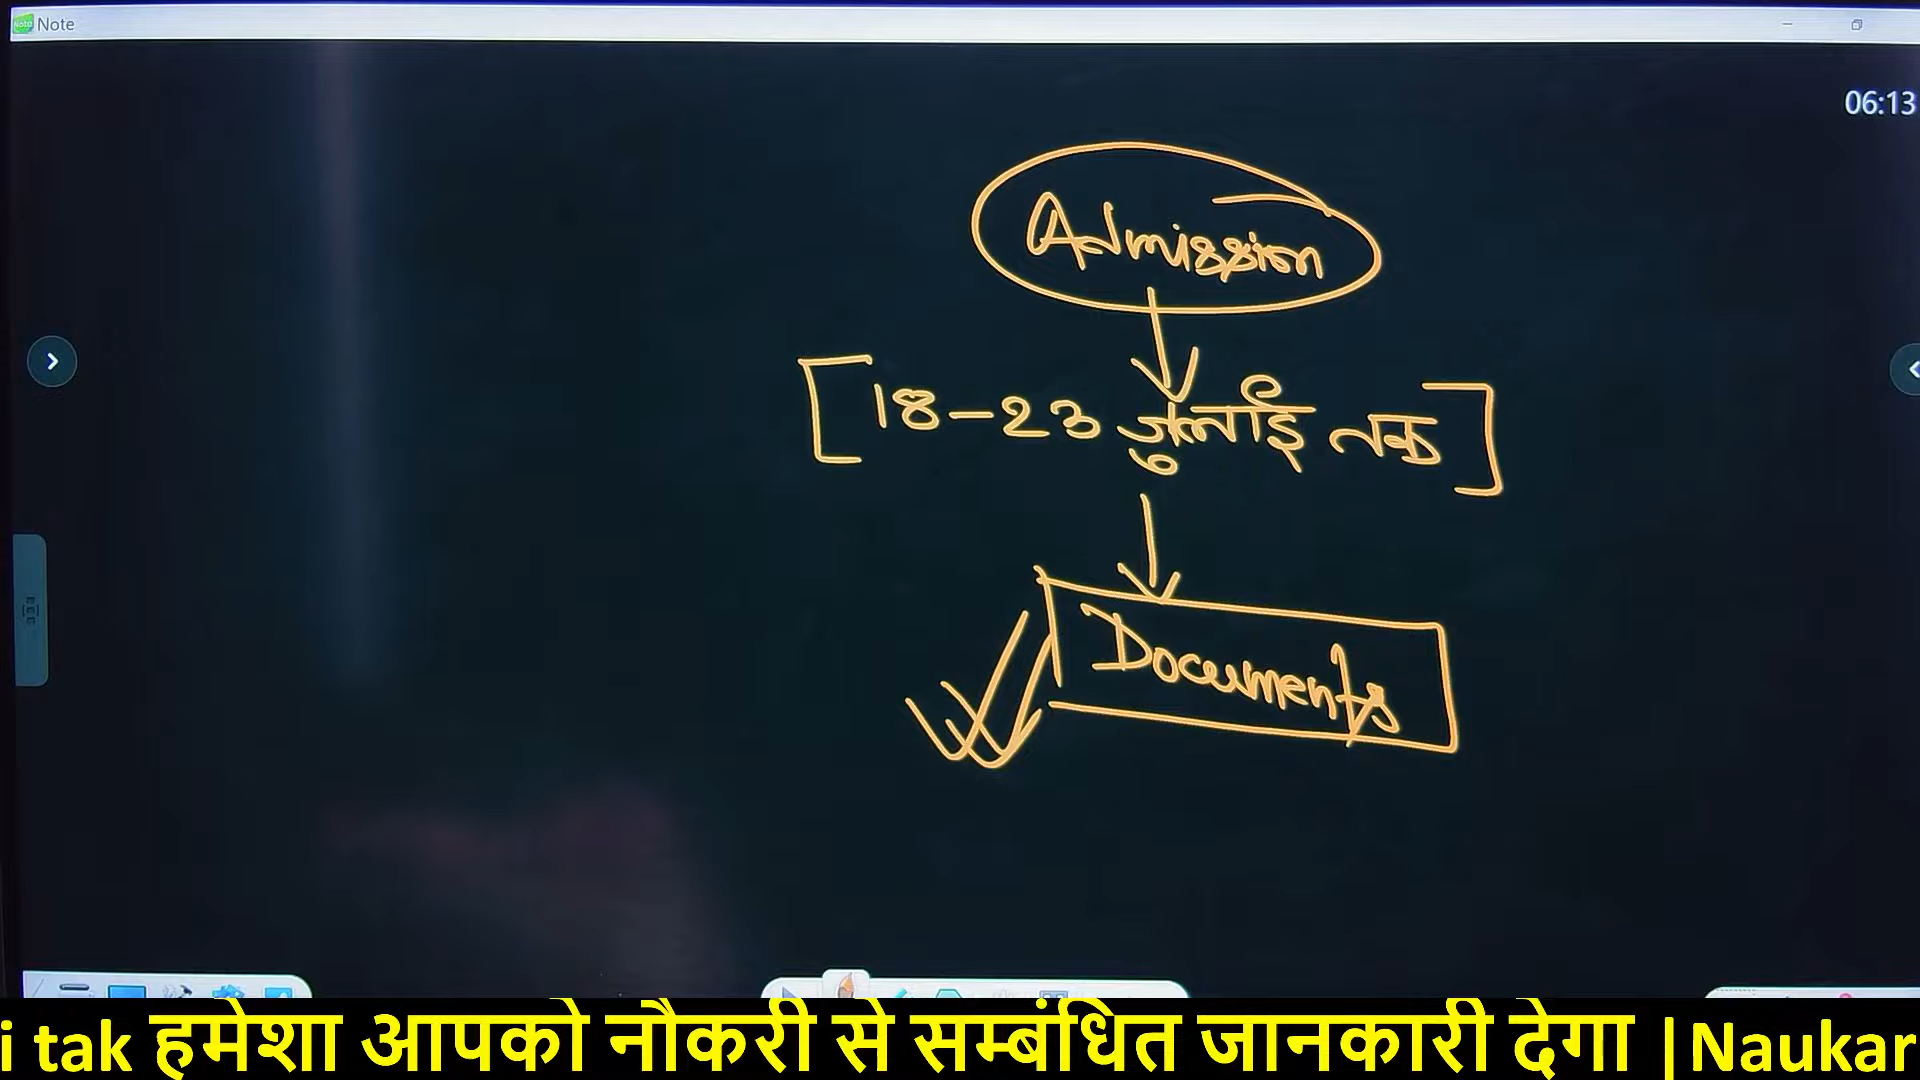 Note
06:13
Admission
[18-23 जुलाई तक]
Documents
i tak हमेशा आपको नौकरी से सम्बंधित जानकारी देगा |Naukar